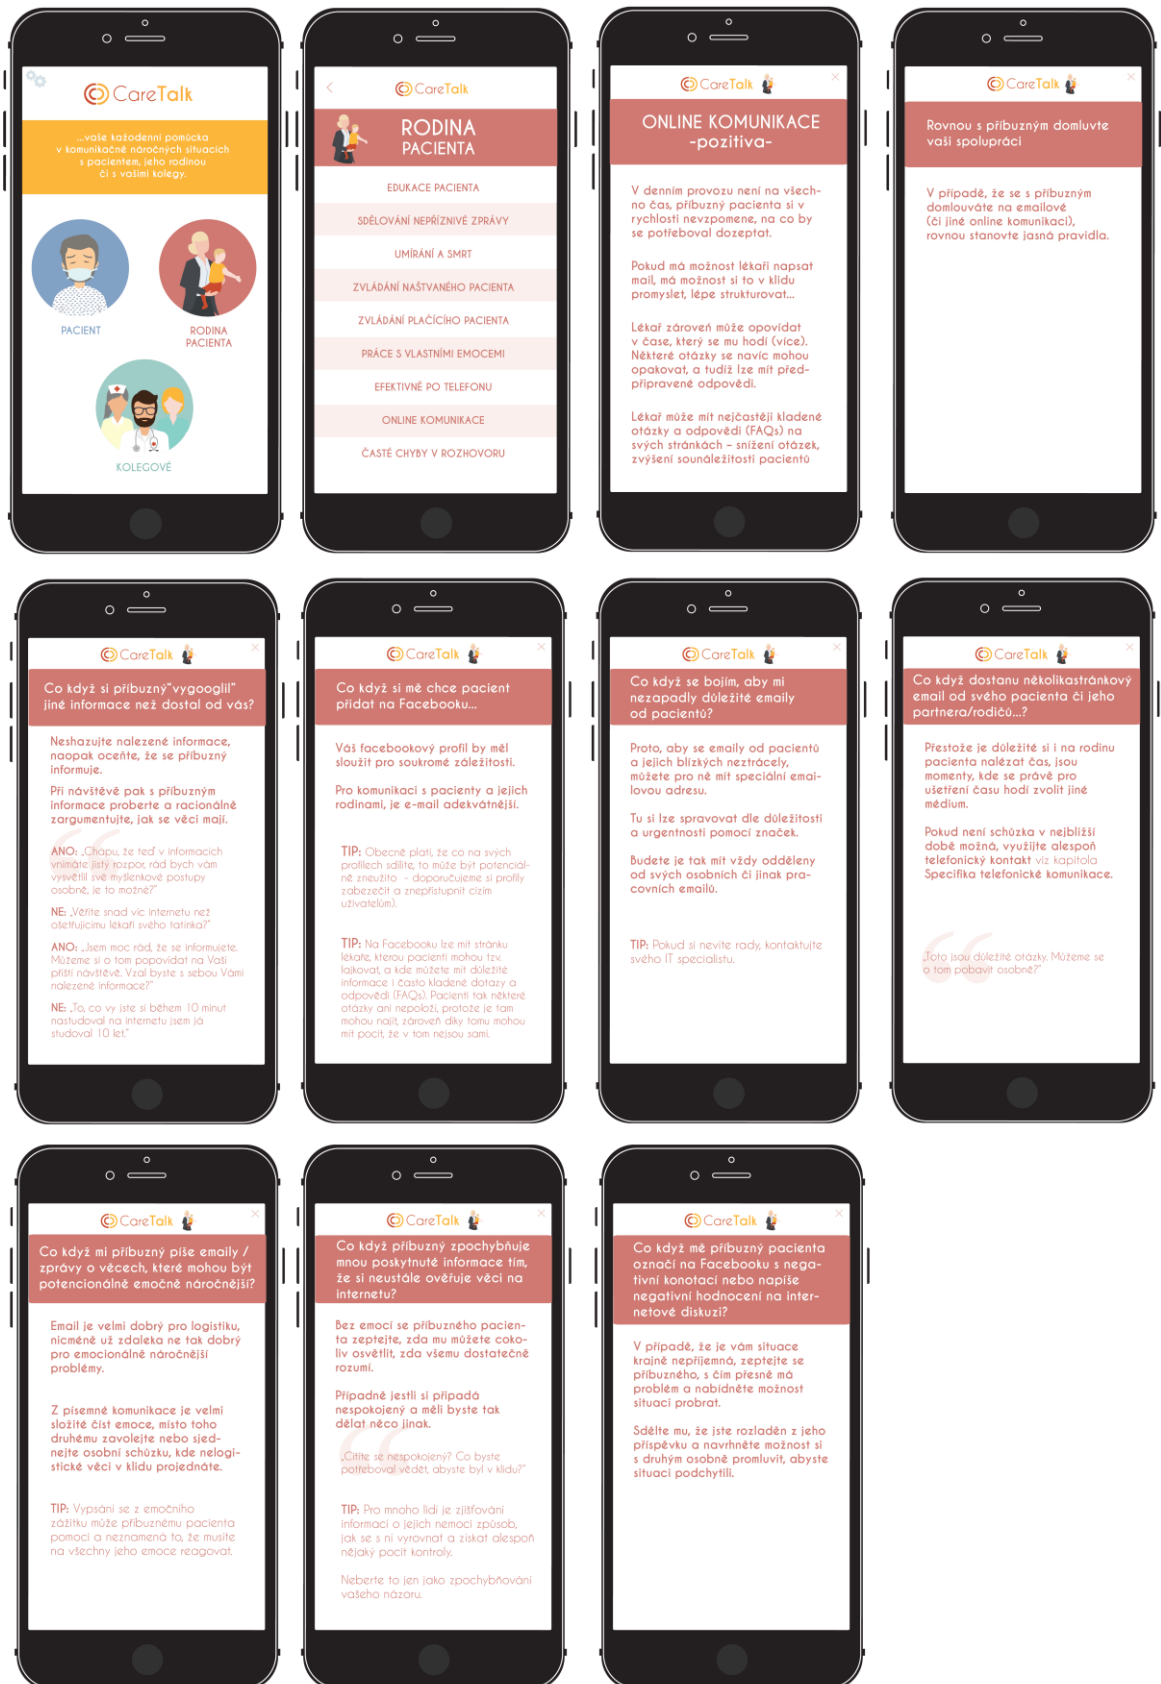 CareTalk
...vaše každodenní pomůcka
v komunikačně náročných situacích
s pacientem, jeho rodinou
či s vašimi kolegy.
PACIENT
RODINA
PACIENTA
KOLEGOVÉ
CareTalk
RODINA
PACIENTA
EDUKACE PACIENTA
SDĚLOVÁNÍ NEPŘÍZNIVÉ ZPRÁVY
UMÍRÁNÍ A SMRT
ZVLÁDÁNÍ NAŠTVANÉHO PACIENTA
ZVLÁDÁNÍ PLAČÍCÍHO PACIENTA
PRÁCE S VLASTNÍMI EMOCEMI
EFEKTIVNĚ PO TELEFONU
ONLINE KOMUNIKACE
ČASTÉ CHYBY V ROZHOVORU
CareTalk
ONLINE KOMUNIKACE
-pozitiva-
V denním provozu není na všech-
no čas, příbuzný pacienta si v
rychlosti nevzpomene, na co by
se potřeboval dozeptat.
Pokud má možnost lékaři napsat
mail, má možnost si to v klidu
promyslet, lépe strukturovat...
Lékař zároveň může opovídat
v čase, který se mu hodí (více).
Některé otázky se navíc mohou
opakovat, a tudíž lze mít před-
připravené odpovědi.
Lékař může mít nejčastěji kladené
otázky a odpovědi (FAQs) na
svých stránkách – snížení otázek,
zvýšení sounáležitosti pacientů
CareTalk
Rovnou s příbuzným domluvte
vaši spolupráci
V případě, že se s příbuzným
domlouváte na emailové
(či jiné online komunikaci),
rovnou stanovte jasná pravidla.
CareTalk
Co když si příbuzný"vygooglil"
jiné informace než dostal od vás?
Neshazujte nalezené informace,
naopak oceňte, že se příbuzný
informuje.
Při návštěvě pak s příbuzným
informace proberte a racionálně
zargumentujte, jak se věci mají.
ANO: „Chápu, že teď v informacích
vnímáte jistý rozpor, rád bych vám
vysvětlil své myšlenkové postupy
osobně, je to možné?"
NE: „Věříte snad víc internetu než
ošetřujícímu lékaři svého tatínka?"
ANO: „Jsem moc rád, že se informujete.
Můžeme si o tom popovídat na Vaší
příští návštěvě. Vzal byste s sebou Vámi
nalezené informace?"
NE: „To, co vy jste si během 10 minut
nastudoval na internetu jsem já
studoval 10 let."
CareTalk
Co když si mě chce pacient
přidat na Facebooku...
Váš facebookový profil by měl
sloužit pro soukromé záležitosti.
Pro komunikaci s pacienty a jejich
rodinami, je e-mail adekvátnější.
TIP: Obecně platí, že co na svých
profilech sdílíte, to může být potenciál-
ně zneužito - doporučujeme si profily
zabezečit a znepřístupnit cizím
uživatelům).
TIP: Na Facebooku lze mít stránku
lékaře, kterou pacienti mohou tzv.
lajkovat, a kde můžete mít důležité
informace i často kladené dotazy a
odpovědi (FAQs). Pacienti tak některé
otázky ani nepoloží, protože je tam
mohou najít, zároveň díky tomu mohou
mít pocit, že v tom nejsou sami.
CareTalk
Co když se bojím, aby mi
nezapadly důležité emaily
od pacientů?
Proto, aby se emaily od pacientů
a jejich blízkých neztrácely,
můžete pro ně mít speciální emai-
lovou adresu.
Tu si lze spravovat dle důležitosti
a urgentnosti pomocí značek.
Budete je tak mít vždy odděleny
od svých osobních či jinak pra-
covních emailů.
TIP: Pokud si nevíte rady, kontaktujte
svého IT specialistu.
CareTalk
Co když dostanu několikastránkový
email od svého pacienta či jeho
partnera/rodičů...?
Přestože je důležité si i na rodinu
pacienta nalézat čas, jsou
momenty, kde se právě pro
ušetření času hodí zvolit jiné
médium.
Pokud není schůzka v nejbližší
době možná, využijte alespoň
telefonický kontakt viz kapitola
Specifika telefonické komunikace.
„Toto jsou důležité otázky. Můžeme se
o tom pobavit osobně?"
CareTalk
Co když mi příbuzný píše emaily /
zprávy o věcech, které mohou být
potencionálně emočně náročnější?
Email je velmi dobrý pro logistiku,
nicméně už zdaleka ne tak dobrý
pro emocionálně náročnější
problémy.
Z písemné komunikace je velmi
složité číst emoce, místo toho
druhému zavolejte nebo sjed-
nejte osobní schůzku, kde nelogi-
stické věci v klidu projednáte.
TIP: Vypsání se z emočního
zážitku může příbuznému pacienta
pomoci a neznamená to, že musíte
na všechny jeho emoce reagovat.
CareTalk
Co když příbuzný zpochybňuje
mnou poskytnuté informace tím,
že si neustále ověřuje věci na
internetu?
Bez emocí se příbuzného pacien-
ta zeptejte, zda mu můžete coko-
liv osvětlit, zda všemu dostatečně
rozumí.
Případně jestli si připadá
nespokojený a měli byste tak
dělat něco jinak.
„Cítíte se nespokojený? Co byste
potřeboval vědět, abyste byl v klidu?"
TIP: Pro mnoho lidí je zjišťování
informací o jejich nemoci způsob,
jak se s ní vyrovnat a získat alespoň
nějaký pocit kontroly.
Neberte to jen jako zpochybňování
vašeho názoru.
CareTalk
Co když mě příbuzný pacienta
označí na Facebooku s nega-
tivní konotací nebo napíše
negativní hodnocení na inter-
netové diskuzi?
V případě, že je vám situace
krajně nepříjemná, zeptejte se
příbuzného, s čím přesně má
problém a nabídněte možnost
situaci probrat.
Sdělte mu, že jste rozladěn z jeho
příspěvku a navrhněte možnost si
s druhým osobně promluvit, abyste
situaci podchytili.